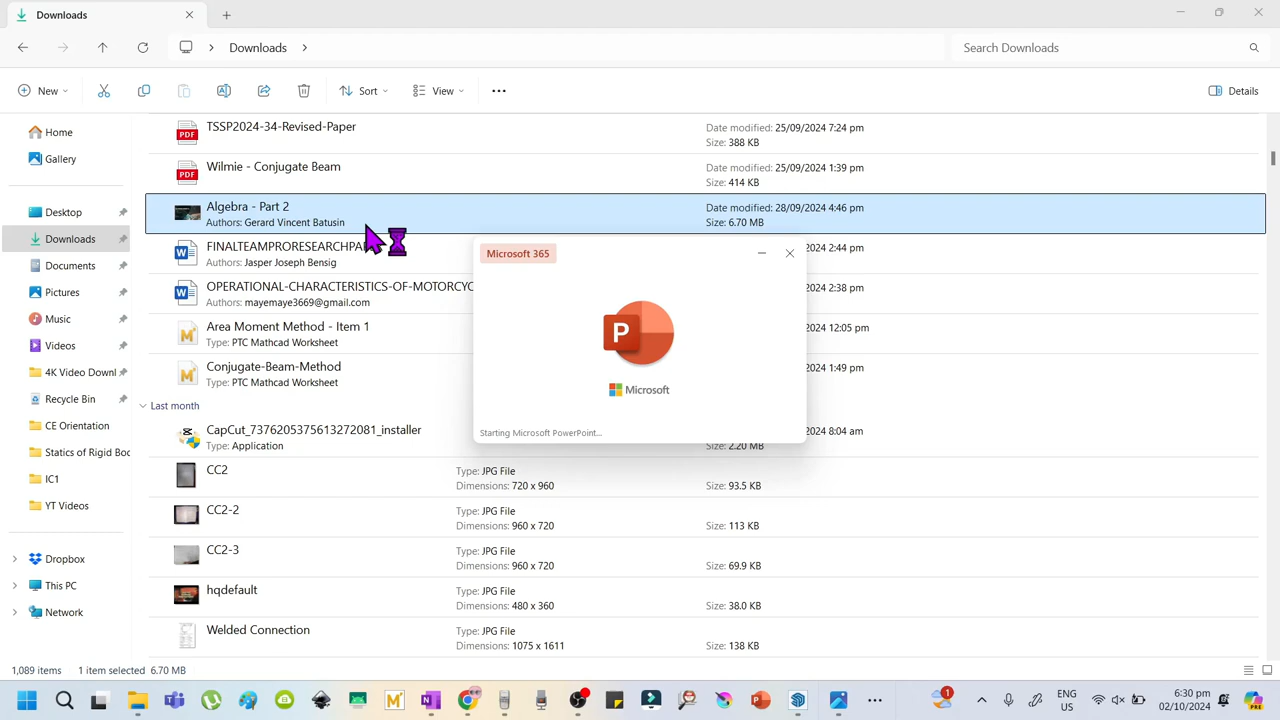 Downloads
Downloads
Search Downloads
New
Sort
View
Details
Home
Gallery
Desktop
Downloads
Documents
Pictures
Music
Videos
4K Video Downl
Recycle Bin
CE Orientation
Statics of Rigid Boc
IC1
YT Videos
Dropbox
This PC
Network
TSSP2024-34-Revised-Paper
Date modified: 25/09/2024 7:24 pm
Size: 388 KB
Wilmie - Conjugate Beam
Date modified: 25/09/2024 1:39 pm
Size: 414 KB
Algebra - Part 2
Date modified: 28/09/2024 4:46 pm
Authors: Gerard Vincent Batusin
Size: 6.70 MB
FINALTEAMPRORESEARCHPA
2:44 pm
Authors: Jasper Joseph Bensig
OPERATIONAL-CHARACTERISTICS-OF-MOTORCYC
2:38 pm
Authors: mayemaye3669@gmail.com
Area Moment Method - Item 1
2024 12:05 pm
Type: PTC Mathcad Worksheet
Conjugate-Beam-Method
2024 1:49 pm
Type: PTC Mathcad Worksheet
Last month
CapCut_7376205375613272081_installer
2024 8:04 am
Type: Application
Size: 2.20 MB
CC2
Type: JPG File
Dimensions: 720 x 960
Size: 93.5 KB
CC2-2
Type: JPG File
Dimensions: 960 x 720
Size: 113 KB
CC2-3
Type: JPG File
Dimensions: 960 x 720
Size: 69.9 KB
hqdefault
Type: JPG File
Dimensions: 480 x 360
Size: 38.0 KB
Welded Connection
Type: JPG File
Dimensions: 1075 x 1611
Size: 138 KB
Microsoft 365
P
Microsoft
Starting Microsoft PowerPoint...
1,089 items
1 item selected 6.70 MB
ENG
US
6:30 pm
02/10/2024